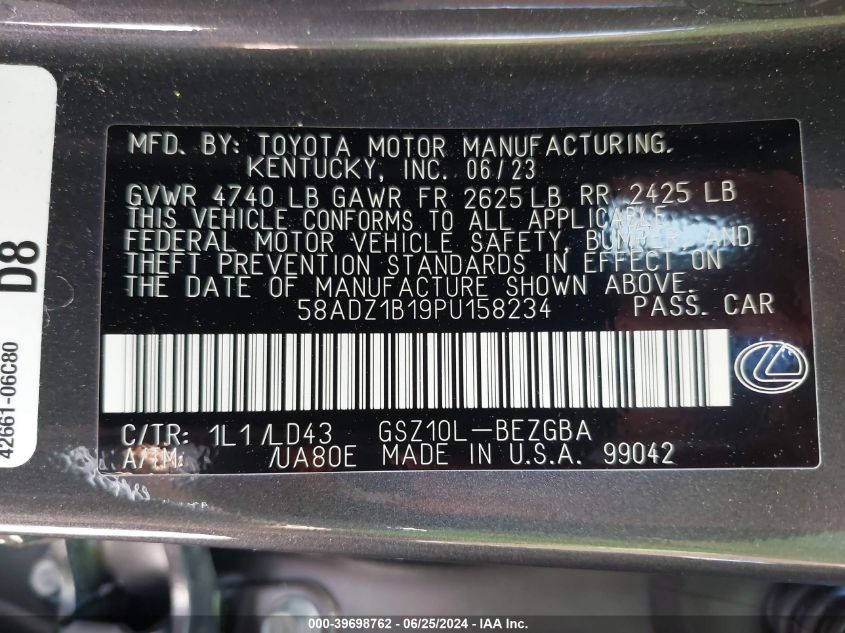 MFD. BY: TOYOTA MOTOR MANUFACTURING,
KENTUCKY, INC. 06/23
GVWR 4740 LB GAWR FR 2625 LB RR 2425 LB
THIS VEHICLE CONFORMS TO ALL APPLICABLE
FEDERAL MOTOR VEHICLE SAFETY, BUMPER, AND
THEFT PREVENTION STANDARDS IN EFFECT ON
THE DATE OF MANUFACTURE SHOWN ABOVE.
58ADZ1B19PU158234 PASS. CAR
C/TR: 1L1/LD43 GSZ10L-BEZGBA
A/TM: /UA80E MADE IN U.S.A. 99042
D8
42661-06C80
000-39698762 - 06/25/2024 - IAA Inc.